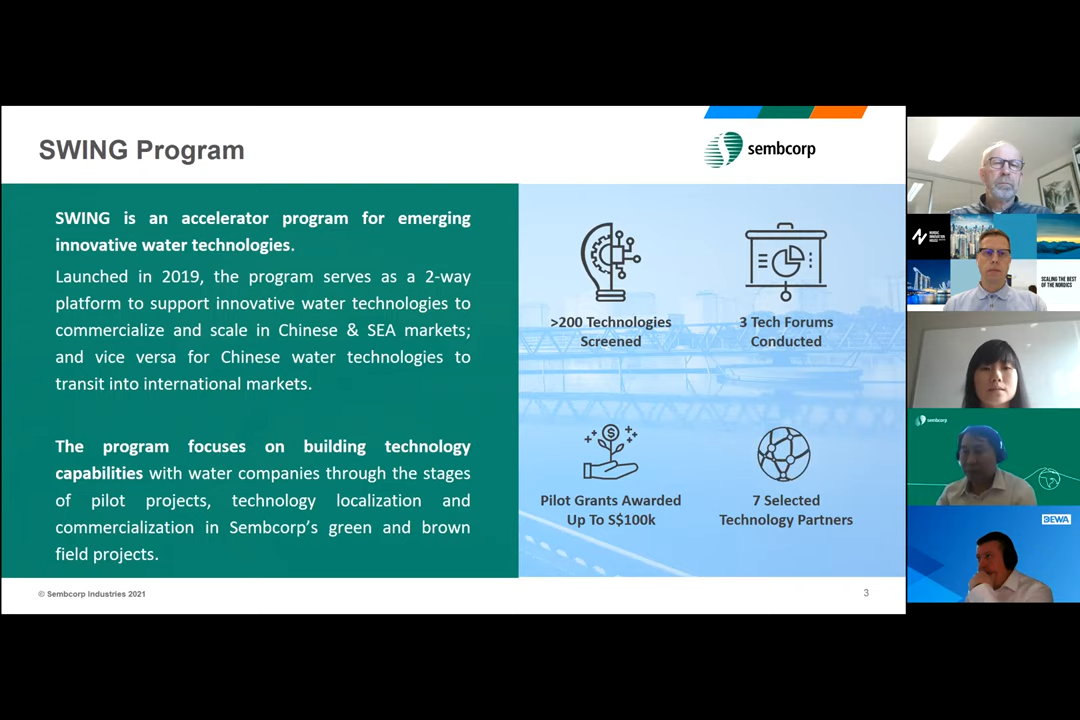 SWING Program
sembcorp
SWING is an accelerator program for emerging
innovative water technologies.
Launched in 2019, the program serves as a 2-way
platform to support innovative water technologies to
commercialize and scale in Chinese & SEA markets;
and vice versa for Chinese water technologies to
transit into international markets.
The program focuses on building technology
capabilities with water companies through the stages
of pilot projects, technology localization and
commercialization in Sembcorp's green and brown
field projects.
>200 Technologies
Screened
3 Tech Forums
Conducted
Pilot Grants Awarded
Up To S$100k
7 Selected
Technology Partners
© Sembcorp Industries 2021
3
NORDIC
INNOVATION
HOUSE
SCALING THE BEST
OF THE NORDICS
sembcorp